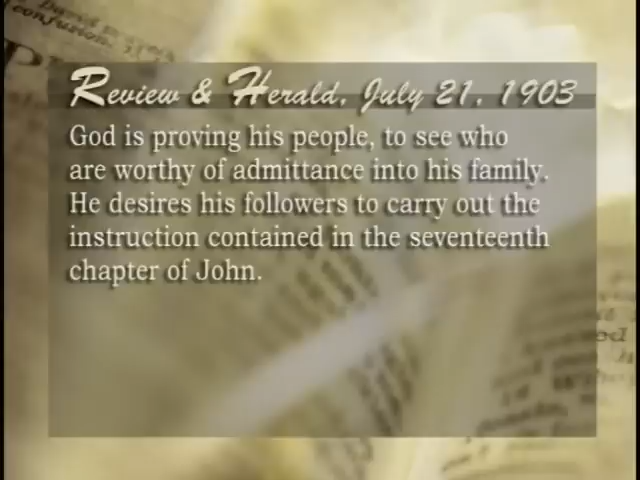 Review & Herald, July 21, 1903
God is proving his people, to see who
are worthy of admittance into his family.
He desires his followers to carry out the
instruction contained in the seventeenth
chapter of John.
confusion.